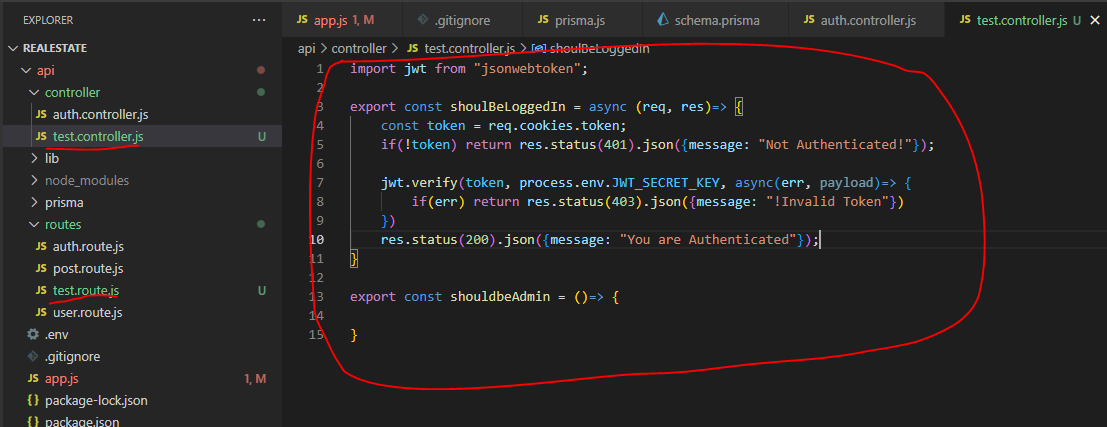 EXPLORER
···
REALESTATE
api
controller
JS auth.controller.js
JS test.controller.js U
lib
node_modules
prisma
routes
JS auth.route.js
JS post.route.js
JS test.route.js U
JS user.route.js
.env
.gitignore
JS app.js 1, M
{} package-lock.json
{} package.json
JS app.js 1, M
.gitignore
JS prisma.js
schema.prisma
JS auth.controller.js
JS test.controller.js U
api > controller > JS test.controller.js > shoulBeLoggedIn
1 import jwt from "jsonwebtoken";
2
3 export const shoulBeLoggedIn = async (req, res)=> {
4 const token = req.cookies.token;
5 if(!token) return res.status(401).json({message: "Not Authenticated!"});
6
7 jwt.verify(token, process.env.JWT_SECRET_KEY, async(err, payload)=> {
8 if(err) return res.status(403).json({message: "!Invalid Token"})
9 })
10 res.status(200).json({message: "You are Authenticated"});
11 }
12
13 export const shouldbeAdmin = ()=> {
14
15 }